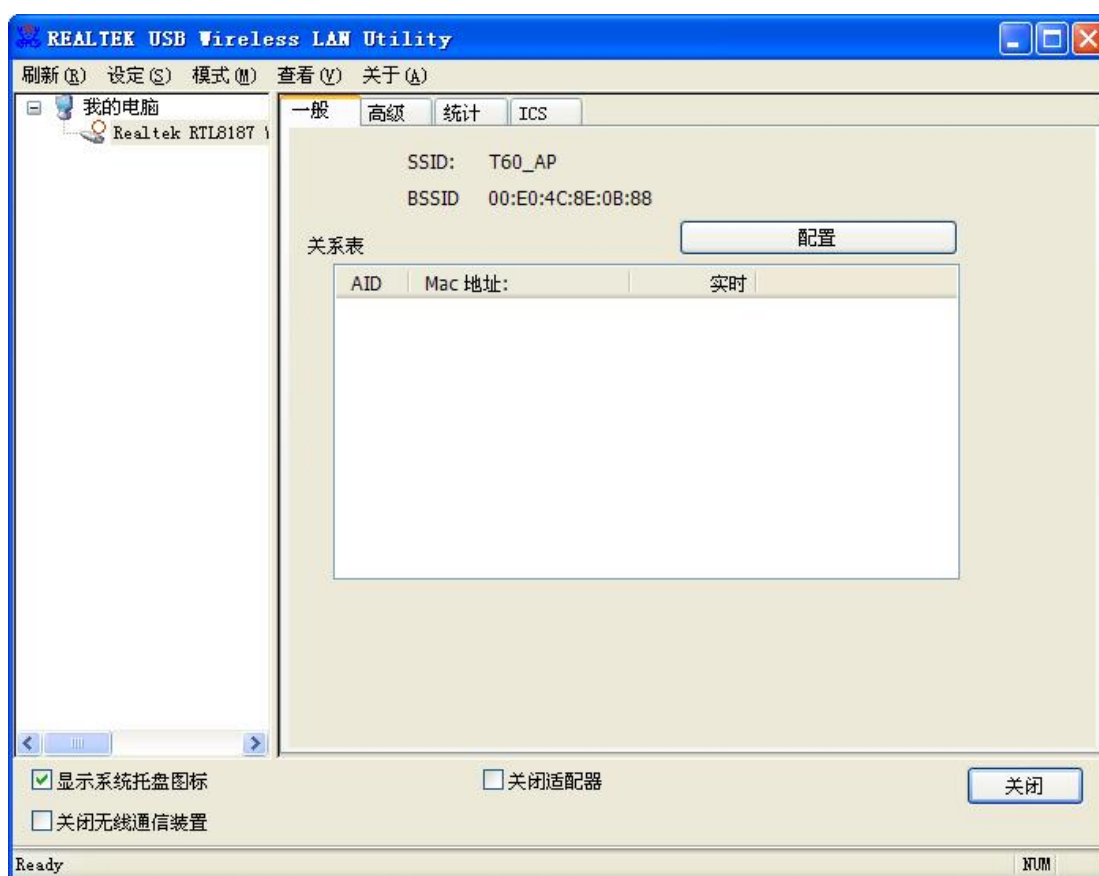 REALTEK USB Wireless LAN Utility
刷新(R) 设定(S) 模式(M) 查看(V) 关于(A)
我的电脑
Realtek RTL8187
一般 高级 统计 ICS
SSID: T60_AP
BSSID 00:E0:4C:8E:0B:88
配置
关系表
AID Mac 地址: 实时
显示系统托盘图标
关闭适配器
关闭
关闭无线通信装置
Ready NUM